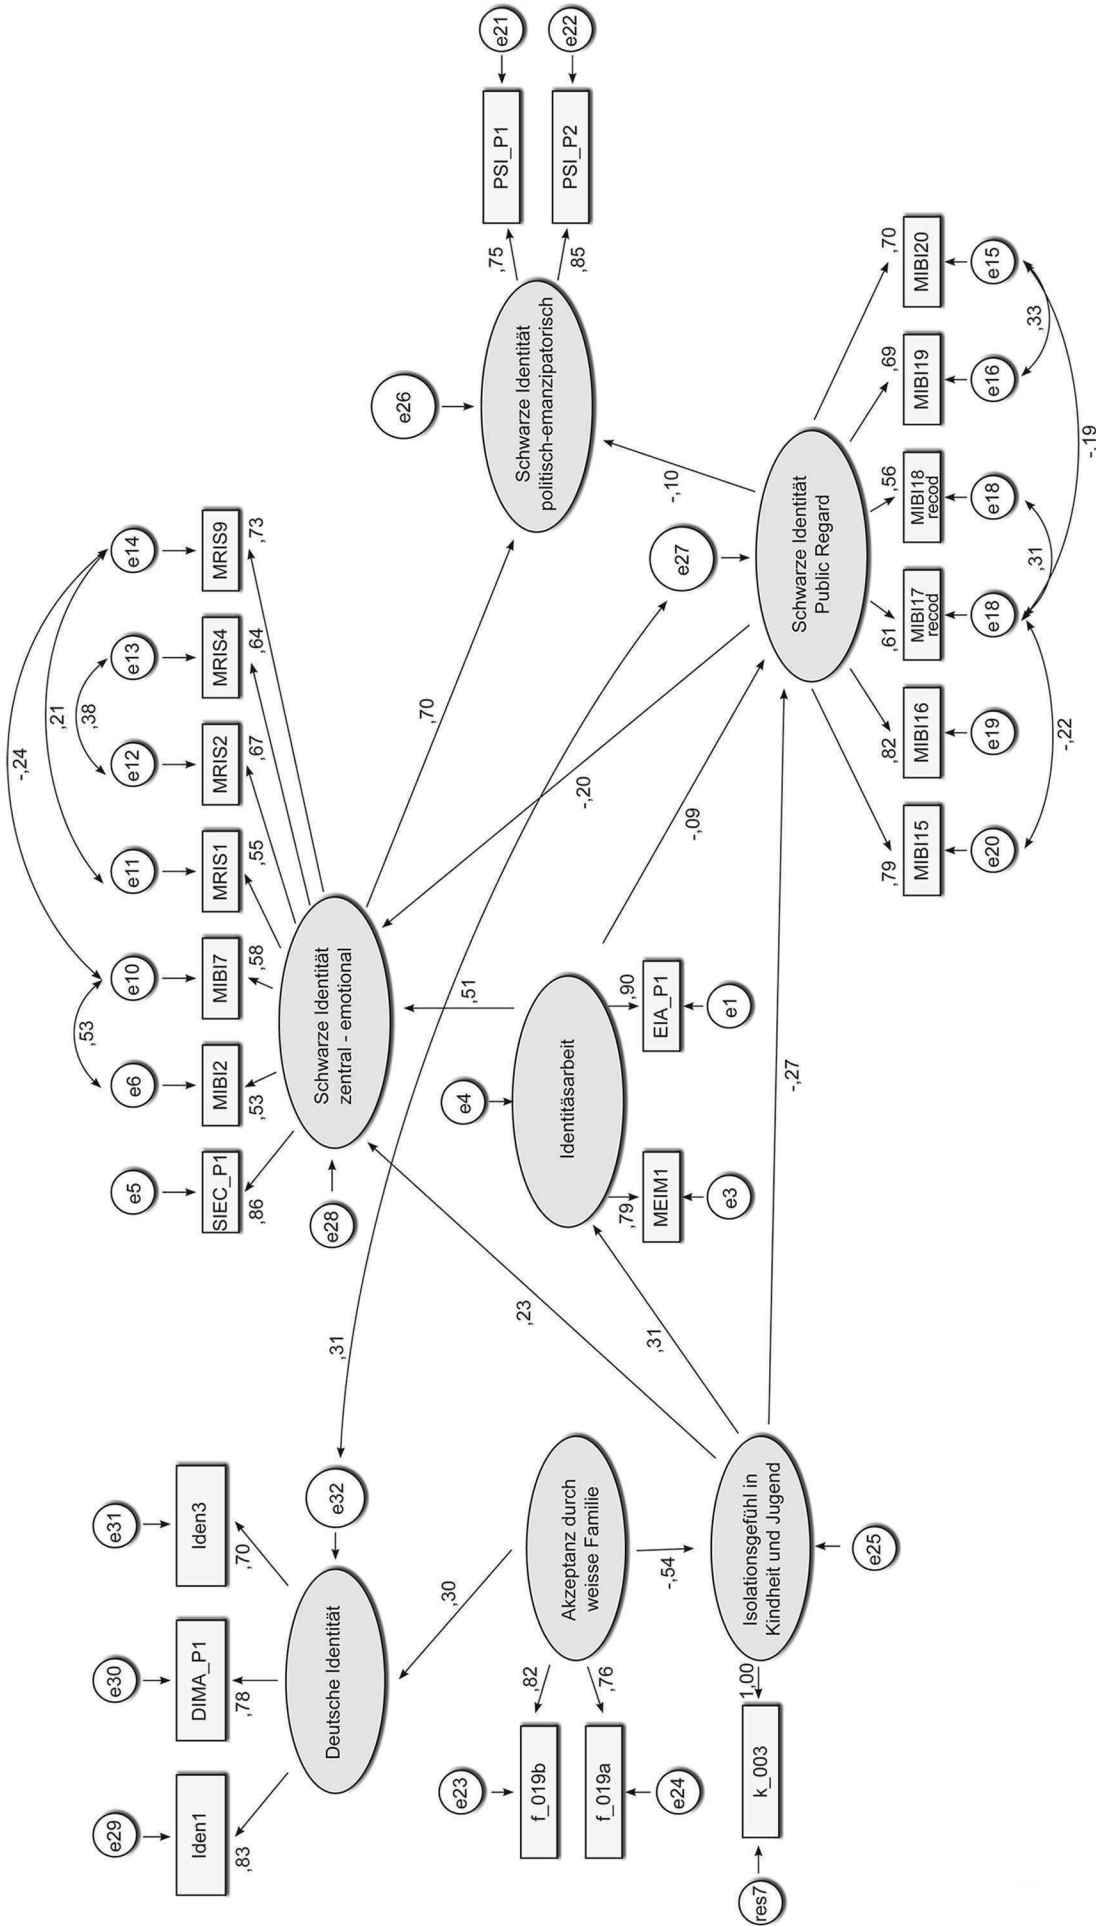 e29
e30
e31
Iden1
DIMA_P1
Iden3
,83
,78
,70
Deutsche Identität
e32
,31
e5
e6
e10
e11
e12
e13
e14
,53
-,24
,21
,38
SIEC_P1
MIBI2
MIBI7
MRIS1
MRIS2
MRIS4
MRIS9
,86
,53
,58
,55
,67
,64
,73
e28
Schwarze Identität
zentral - emotional
e26
,70
e21
e22
PSI_P1
PSI_P2
,75
,85
Schwarze Identität
politisch-emanzipatorisch
,30
e23
e24
f_019b
f_019a
,82
,76
Akzeptanz durch
weisse Familie
-,54
,23
,31
e4
,51
Identitäsarbeit
,79
,90
MEIM1
EIA_P1
e3
e1
-,20
-,09
e27
-,10
res7
k_003
1,00
Isolationsgefühl in
Kindheit und Jugend
e25
-,27
Schwarze Identität
Public Regard
,79
,82
,61
,56
,69
,70
MIBI15
MIBI16
MIBI17
recod
MIBI18
recod
MIBI19
MIBI20
e20
e19
e18
e18
e16
e15
-,22
,31
,33
-,19